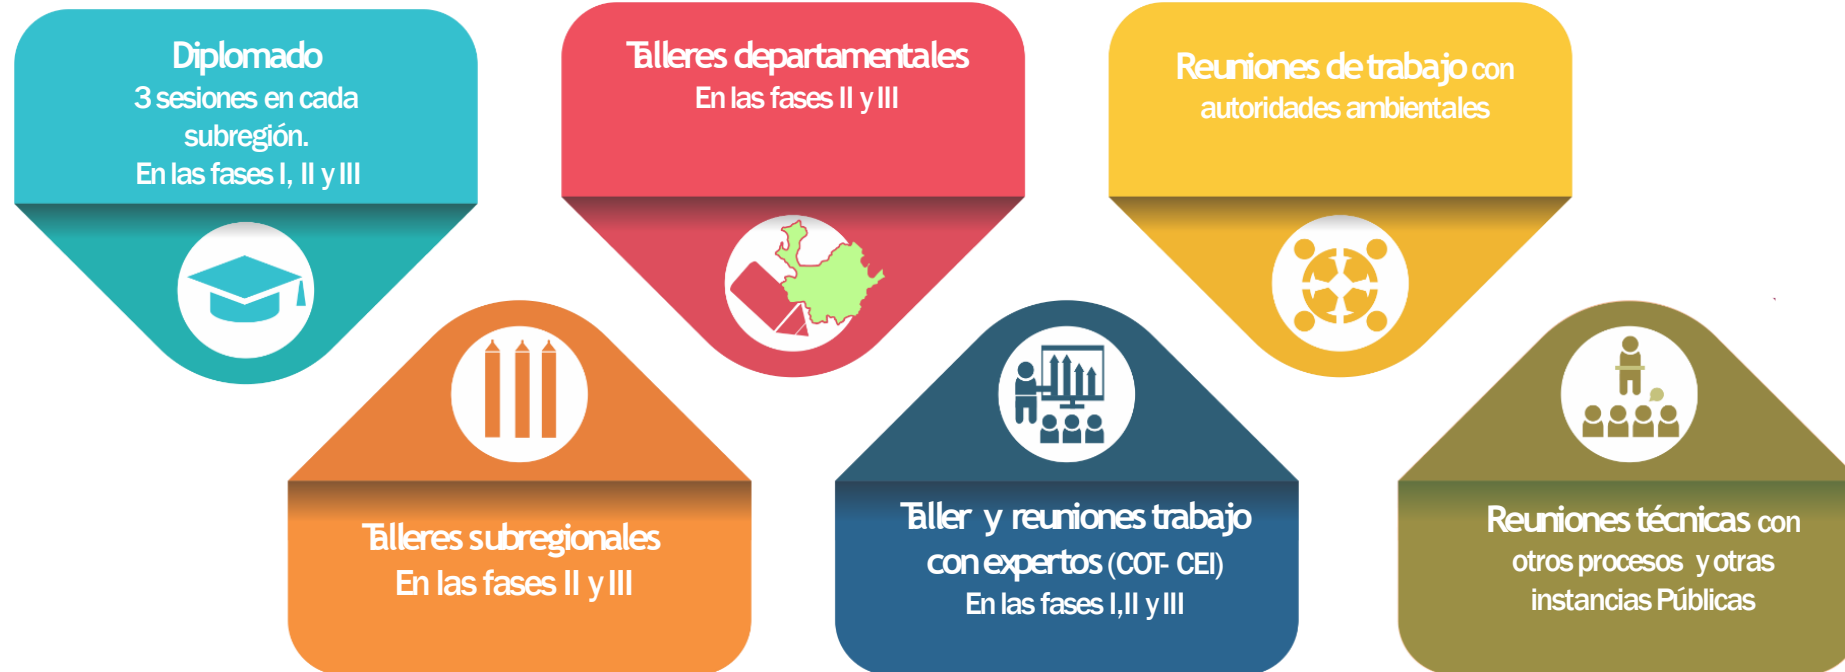 Diplomado
3 sesiones en cada
subregión.
En las fases I, II y III
Talleres subregionales
En las fases II y III
Talleres departamentales
En las fases II y III
Taller y reuniones trabajo
con expertos (COT- CEI)
En las fases I,II y III
Reuniones de trabajo con
autoridades ambientales
Reuniones técnicas con
otros procesos y otras
instancias Públicas